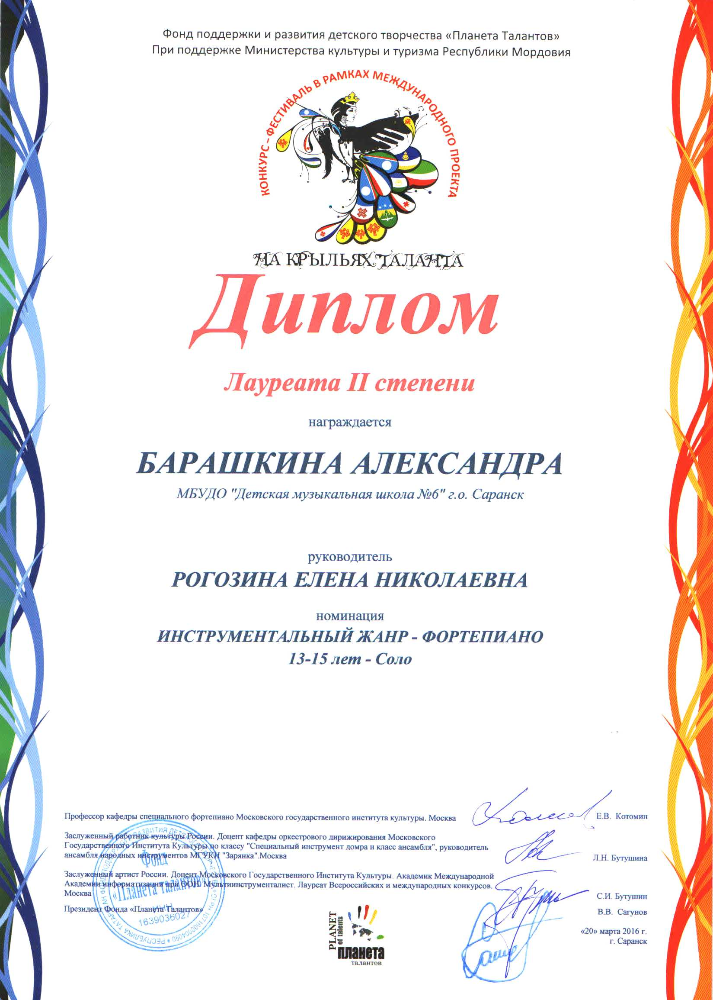 Фонд поддержки и развития детского творчества «Планета Талантов»
При поддержке Министерства культуры и туризма Республики Мордовия
КОНКУРС – ФЕСТИВАЛЬ В РАМКАХ МЕЖДУНАРОДНОГО ПРОЕКТА
НА КРЫЛЬЯХ ТАЛАНТА
Диплом
Лауреата II степени
награждается
БАРАШКИНА АЛЕКСАНДРА
МБУДО "Детская музыкальная школа №6" г.о. Саранск
руководитель
РОГОЗИНА ЕЛЕНА НИКОЛАЕВНА
номинация
ИНСТРУМЕНТАЛЬНЫЙ ЖАНР - ФОРТЕПИАНО
13-15 лет - Соло
Профессор кафедры специального фортепиано Московского государственного института культуры. Москва
Е.В. Котомин
Заслуженный работник культуры России. Доцент кафедры оркестрового дирижирования Московского
Государственного Института Культуры по классу "Специальный инструмент домра и класс ансамбля", руководитель
ансамбля народных инструментов МГУКИ "Зарянка".Москва
Л.Н. Бутушина
Заслуженный артист России. Доцент Московского Государственного Института Культуры. Академик Международной
Академии информатизации при ООН. Мультиинструменталист. Лауреат Всероссийских и международных конкурсов.
Москва
С.И. Бутушин
Президент Фонда «Планета Талантов»
В.В. Сагунов
«20» марта 2016 г.
г. Саранск
Фонд
«Планета талантов»
ИНН
1639036027
РЕСПУБЛИКА ТАТАРСТАН
PLANET
of talents
планета
талантов